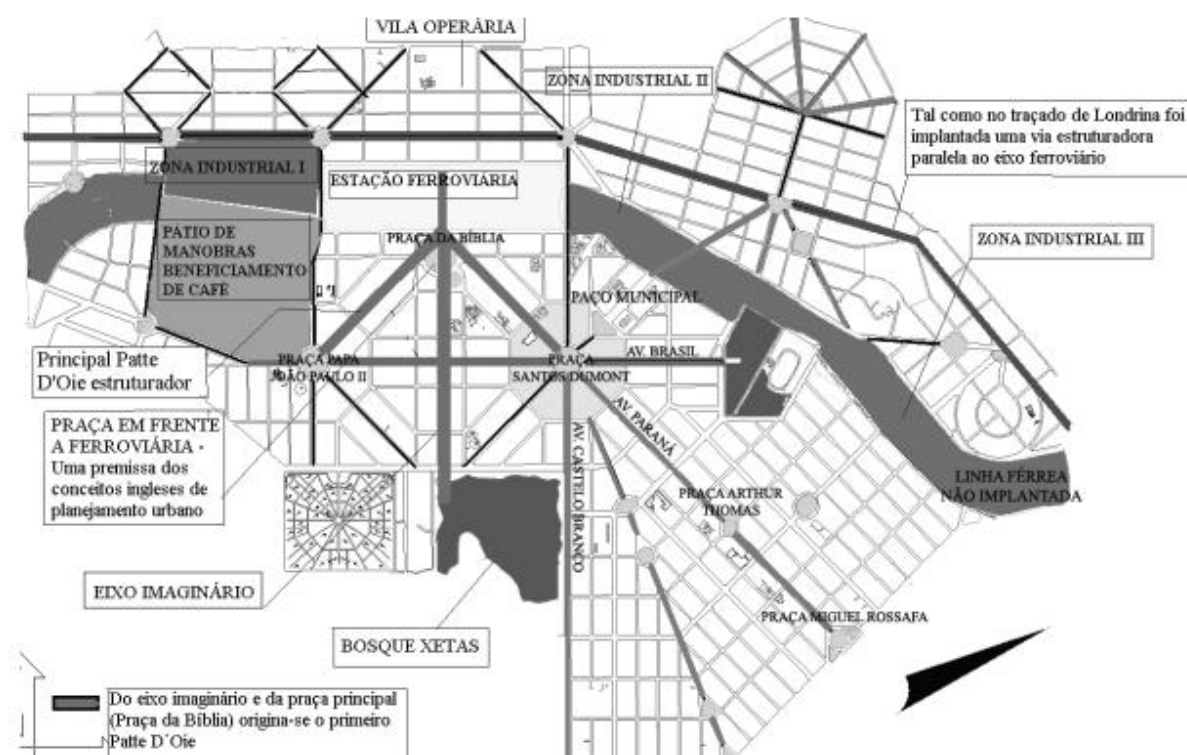 VILA OPERÁRIA
ZONA INDUSTRIAL II
Tal como no traçado de Londrina foi
implantada uma via estruturadora
paralela ao eixo ferroviário
ZONA INDUSTRIAL I
ESTAÇÃO FERROVIÁRIA
PÁTIO DE
MANOBRAS
BENEFICIAMENTO
DE CAFÉ
PRAÇA DA BÍBLIA
ZONA INDUSTRIAL III
PAÇO MUNICIPAL
Principal Patte
D'Oie estruturador
PRAÇA PAPA
JOÃO PAULO II
PRAÇA
SANTOS DUMONT
AV. BRASIL
PRAÇA EM FRENTE
A FERROVIÁRIA -
Uma premissa dos
conceitos ingleses de
planejamento urbano
AV. PARANÁ
AV. CASTELO BRANCO
LINHA FÉRREA
NÃO IMPLANTADA
PRAÇA ARTHUR
THOMAS
EIXO IMAGINÁRIO
PRAÇA MIGUEL ROSSAFA
BOSQUE XETAS
Do eixo imaginário e da praça principal
(Praça da Bíblia) origina-se o primeiro
Patte D´Oie